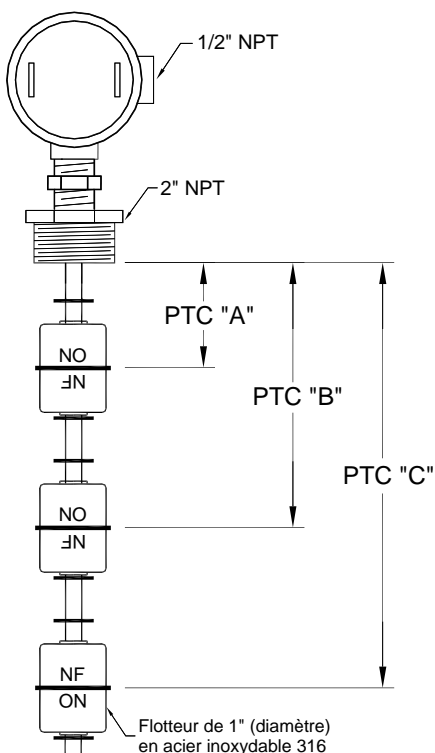 1/2" NPT
2" NPT
PTC "A"
NO
NF
PTC "B"
NO
NF
PTC "C"
NF
NO
Flotteur de 1" (diamètre)
en acier inoxydable 316